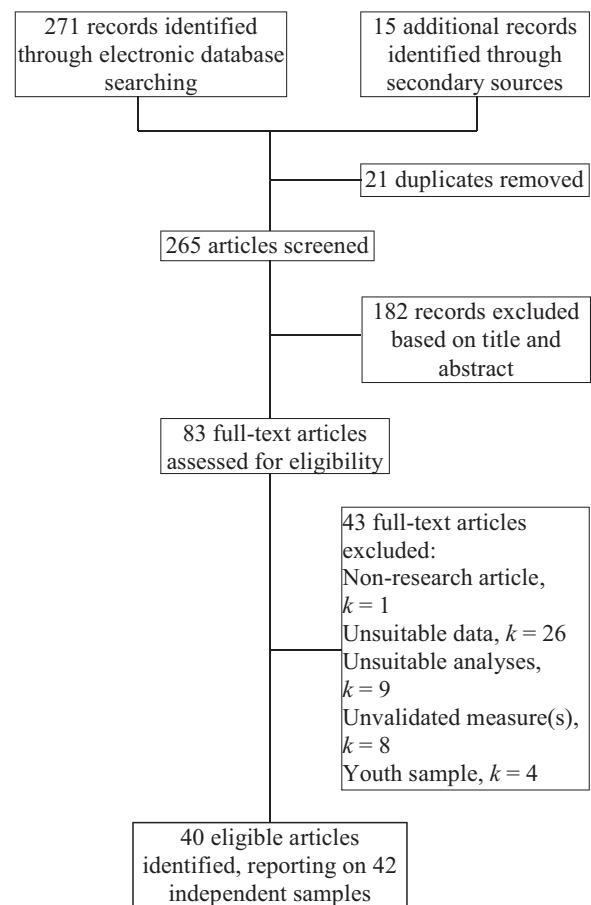 271 records identified
through electronic database
searching
15 additional records
identified through
secondary sources
21 duplicates removed
265 articles screened
182 records excluded
based on title and
abstract
83 full-text articles
assessed for eligibility
43 full-text articles
excluded:
Non-research article,
k = 1
Unsuitable data, k = 26
Unsuitable analyses,
k = 9
Unvalidated measure(s),
k = 8
Youth sample, k = 4
40 eligible articles
identified, reporting on 42
independent samples